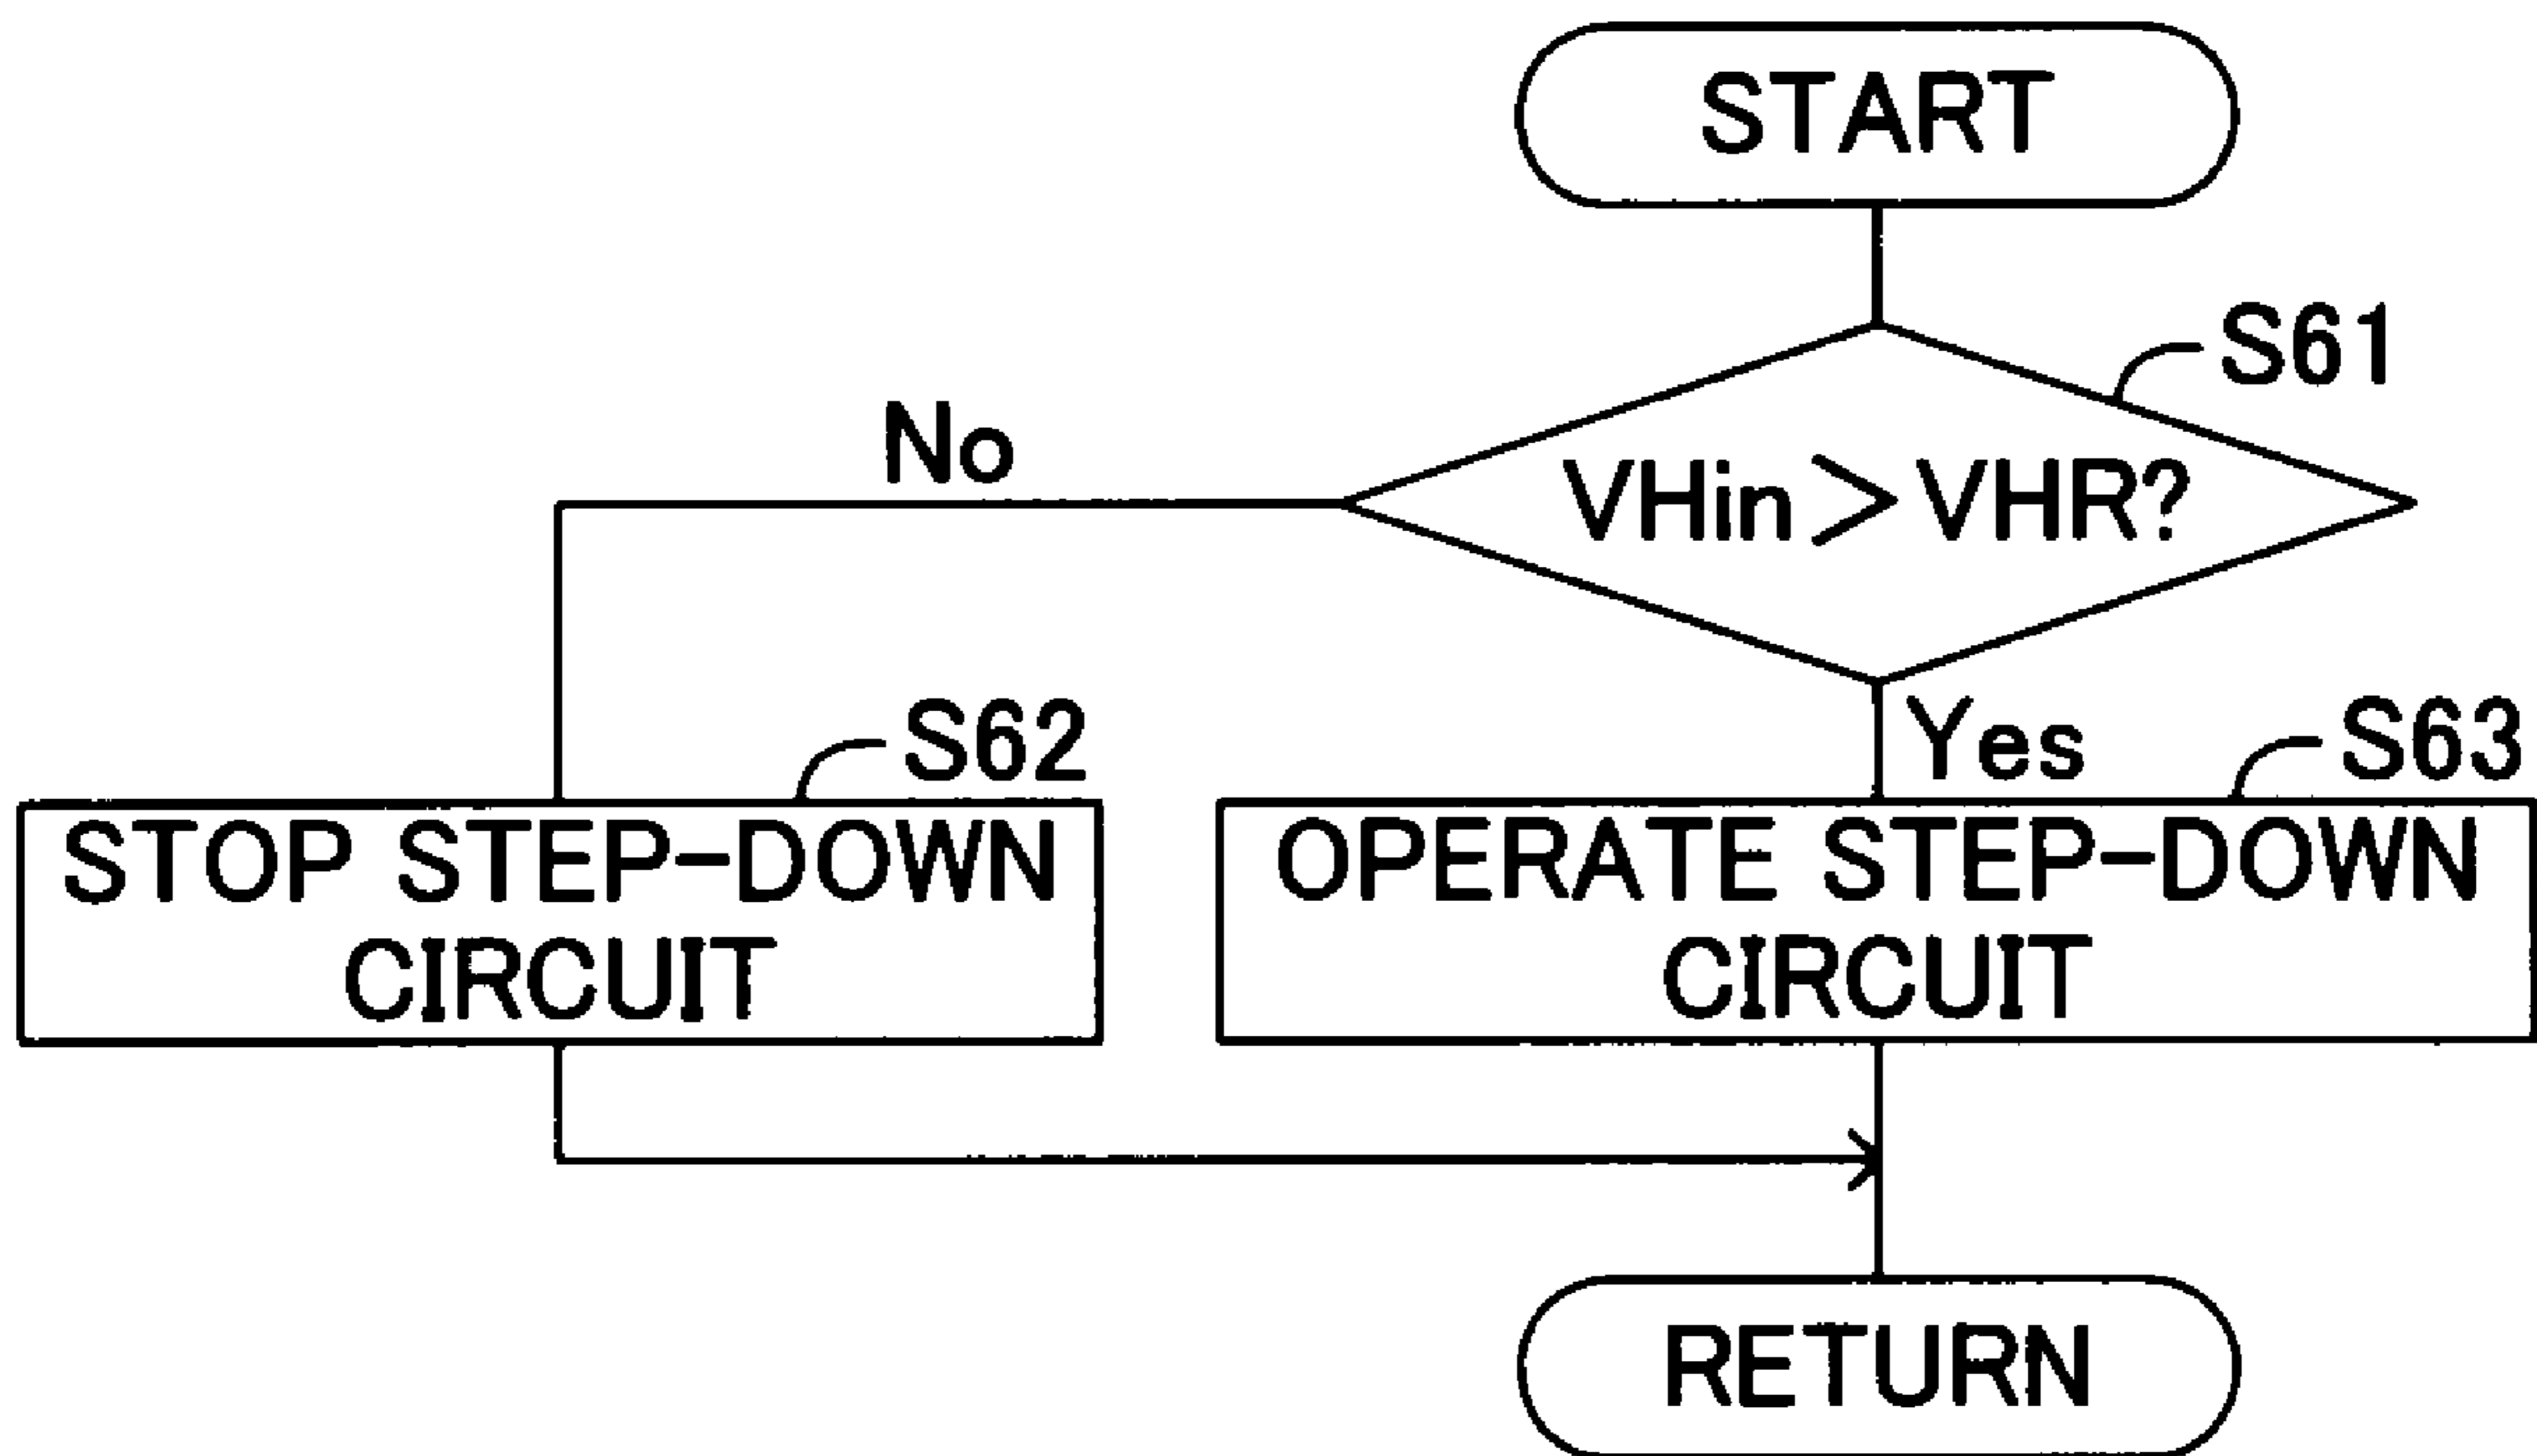 START
S61
No
VHin>VHR?
Yes
S62
S63
STOP STEP-DOWN
CIRCUIT
OPERATE STEP-DOWN
CIRCUIT
RETURN